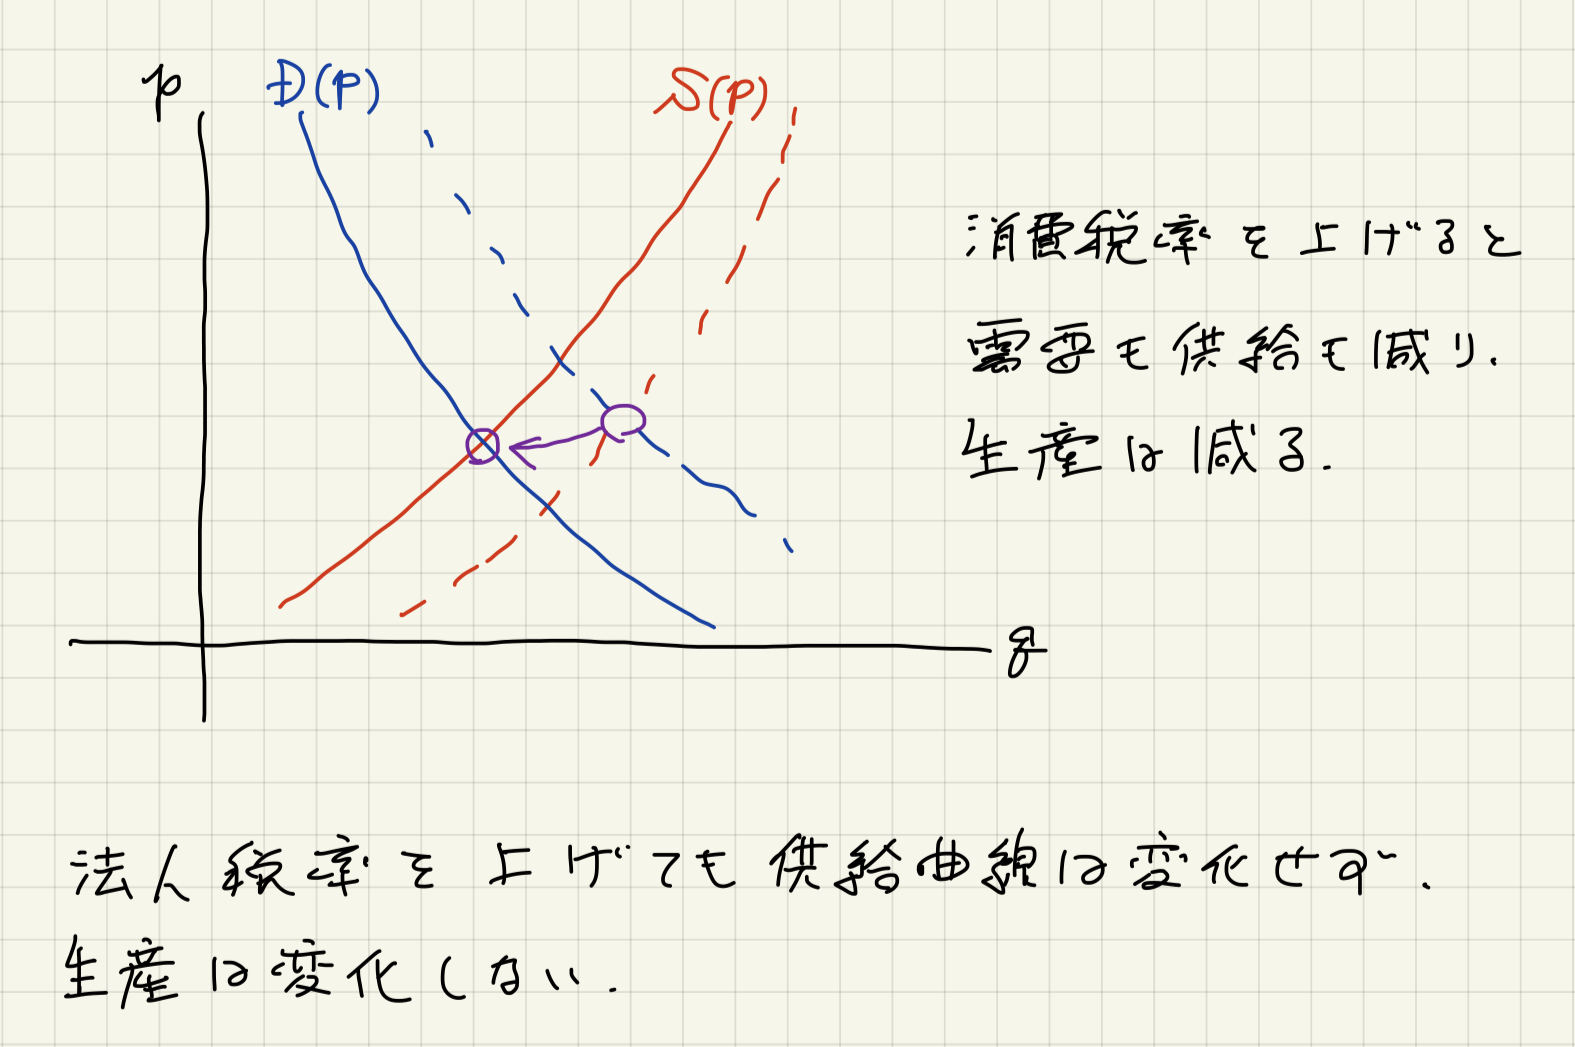 p
D(p)
S(p)
消費税率を上げると
需要も供給も減り、
生産は減る.
q
法人税率を上げても供給曲線は変化せず、
生産は変化しない.